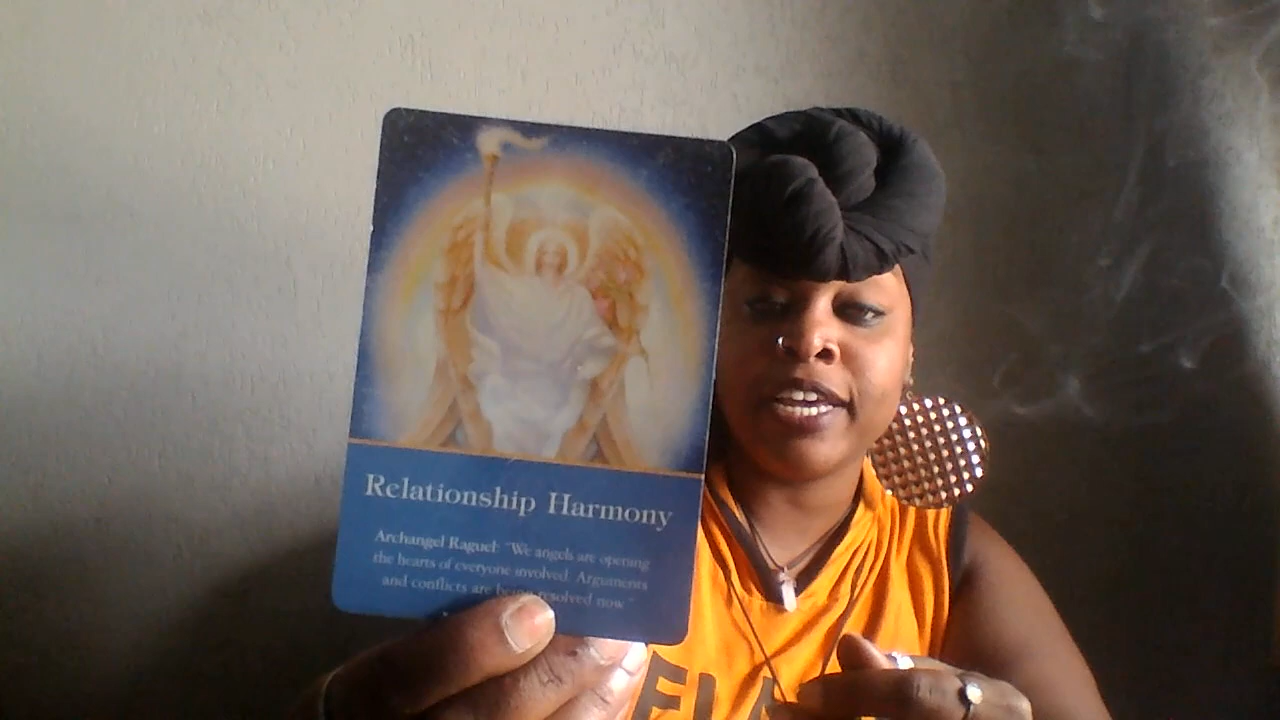 Relationship Harmony
Archangel Raguel: "We angels are opening
the hearts of everyone involved. Arguments
and conflicts are being resolved now."